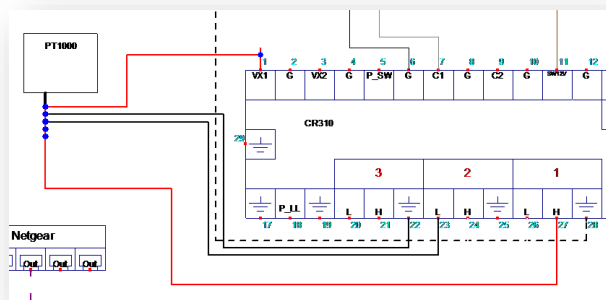 PT1000
1 2 3 4 5 6 7 8 9 10 11 12
VX1 G VX2 G P_SW G C1 G C2 G SW12V G
CR310
29
3 2 1
P_LL L H L H L H
17 18 19 20 21 22 23 24 25 26 27 28
Netgear
Out Out Out